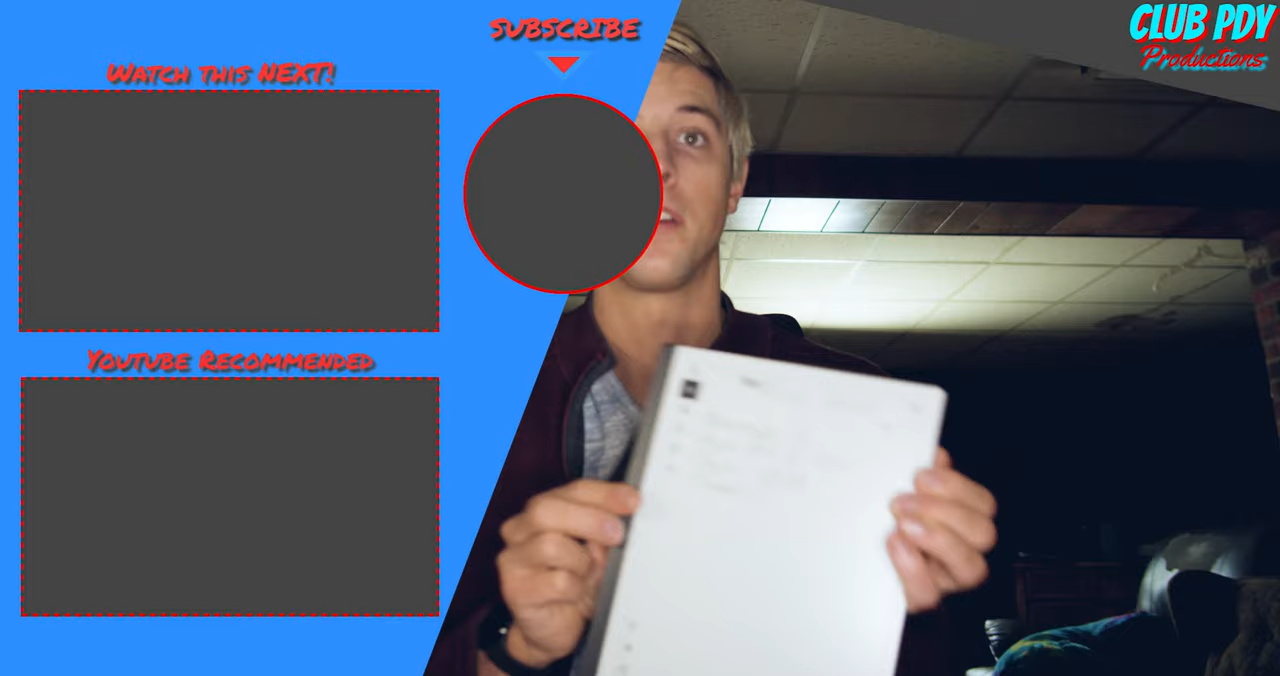 SUBSCRIBE
Watch this NEXT!
Youtube Recommended
CLUB PDY
Productions